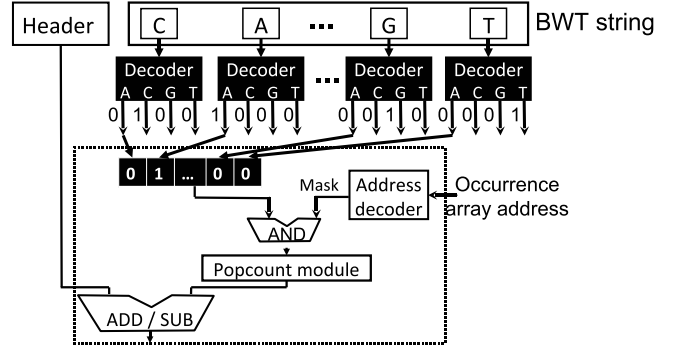 Header
C A ... G T
BWT string
Decoder Decoder ... Decoder Decoder
A C G T A C G T A C G T A C G T
0 1 0 0 1 0 0 0 0 0 1 0 0 0 0 1
0 1 ... 0 0
Mask
Address
decoder
Occurrence
array address
AND
Popcount module
ADD / SUB